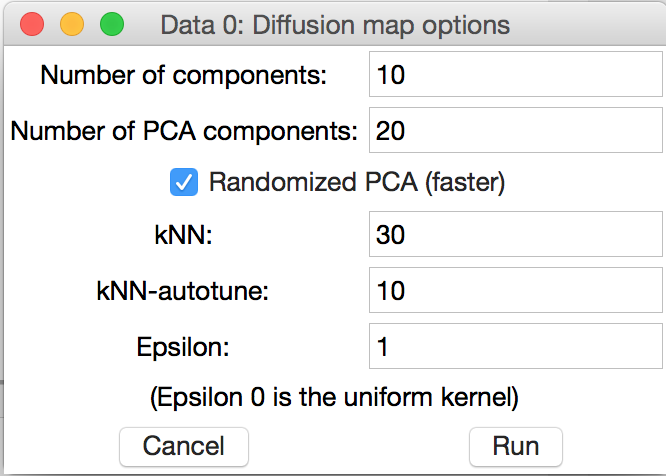 Data 0: Diffusion map options
Number of components: 10
Number of PCA components: 20
Randomized PCA (faster)
kNN: 30
kNN-autotune: 10
Epsilon: 1
(Epsilon 0 is the uniform kernel)
Cancel Run